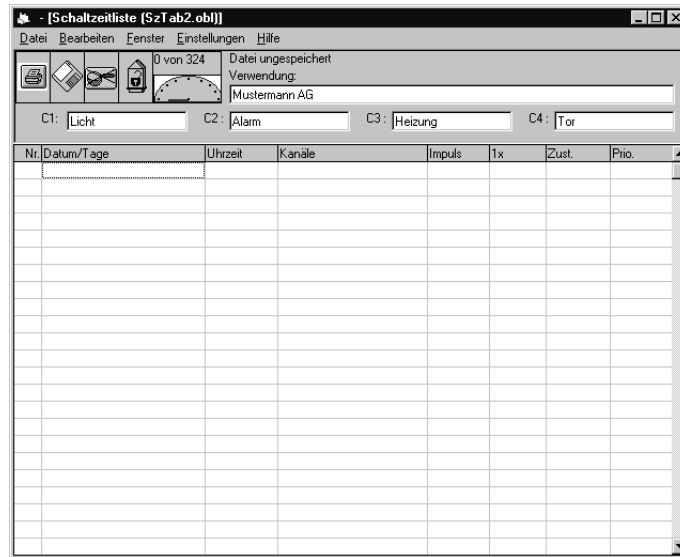 - [Schaltzeitliste (SzTab2.obl)]
Datei Bearbeiten Fenster Einstellungen Hilfe
0 von 324
Datei ungespeichert
Verwendung:
Mustermann AG
C1: Licht C2 : Alarm C3 : Heizung C4 : Tor
Nr. Datum/Tage Uhrzeit Kanäle Impuls 1x Zust. Prio.